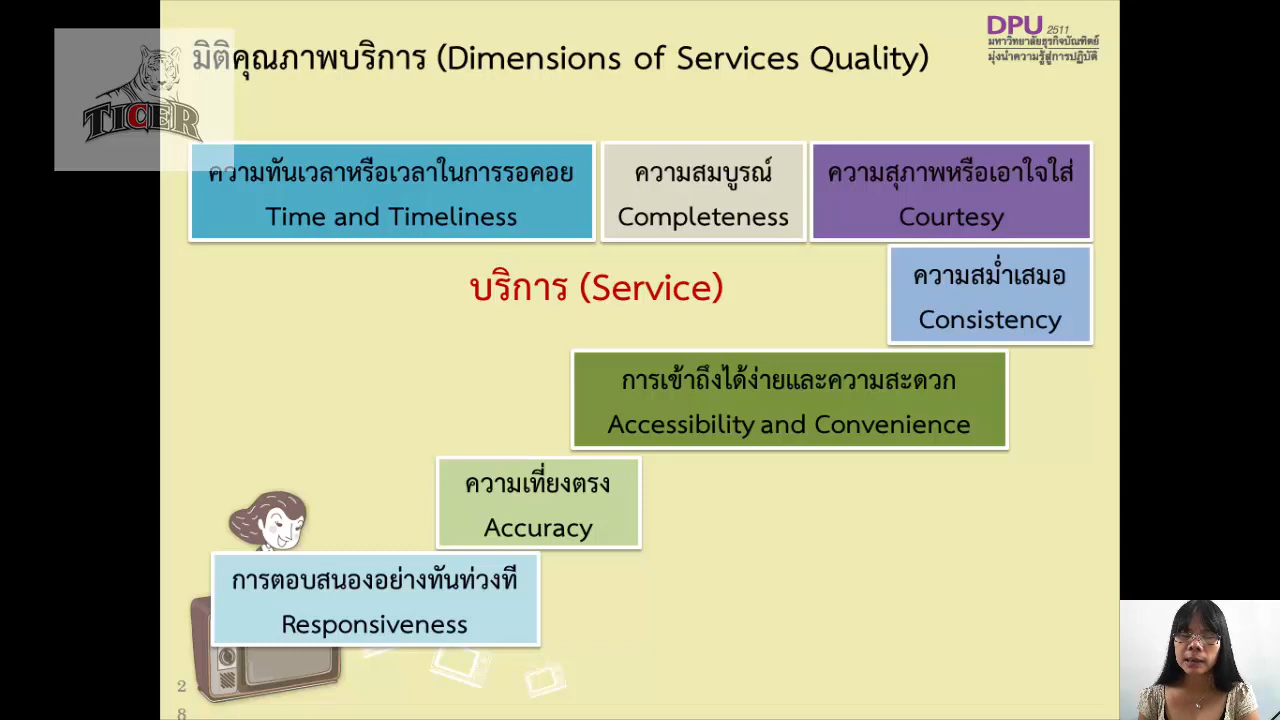 มิติคุณภาพบริการ (Dimensions of Services Quality)
DPU 2511
มหาวิทยาลัยธุรกิจบัณฑิตย์
มุ่งนำความรู้สู่การปฏิบัติ
TICER
ความทันเวลาหรือเวลาในการรอคอย
Time and Timeliness
ความสมบูรณ์
Completeness
ความสุภาพหรือเอาใจใส่
Courtesy
บริการ (Service)
ความสม่ำเสมอ
Consistency
การเข้าถึงได้ง่ายและความสะดวก
Accessibility and Convenience
ความเที่ยงตรง
Accuracy
การตอบสนองอย่างทันท่วงที
Responsiveness
2
8